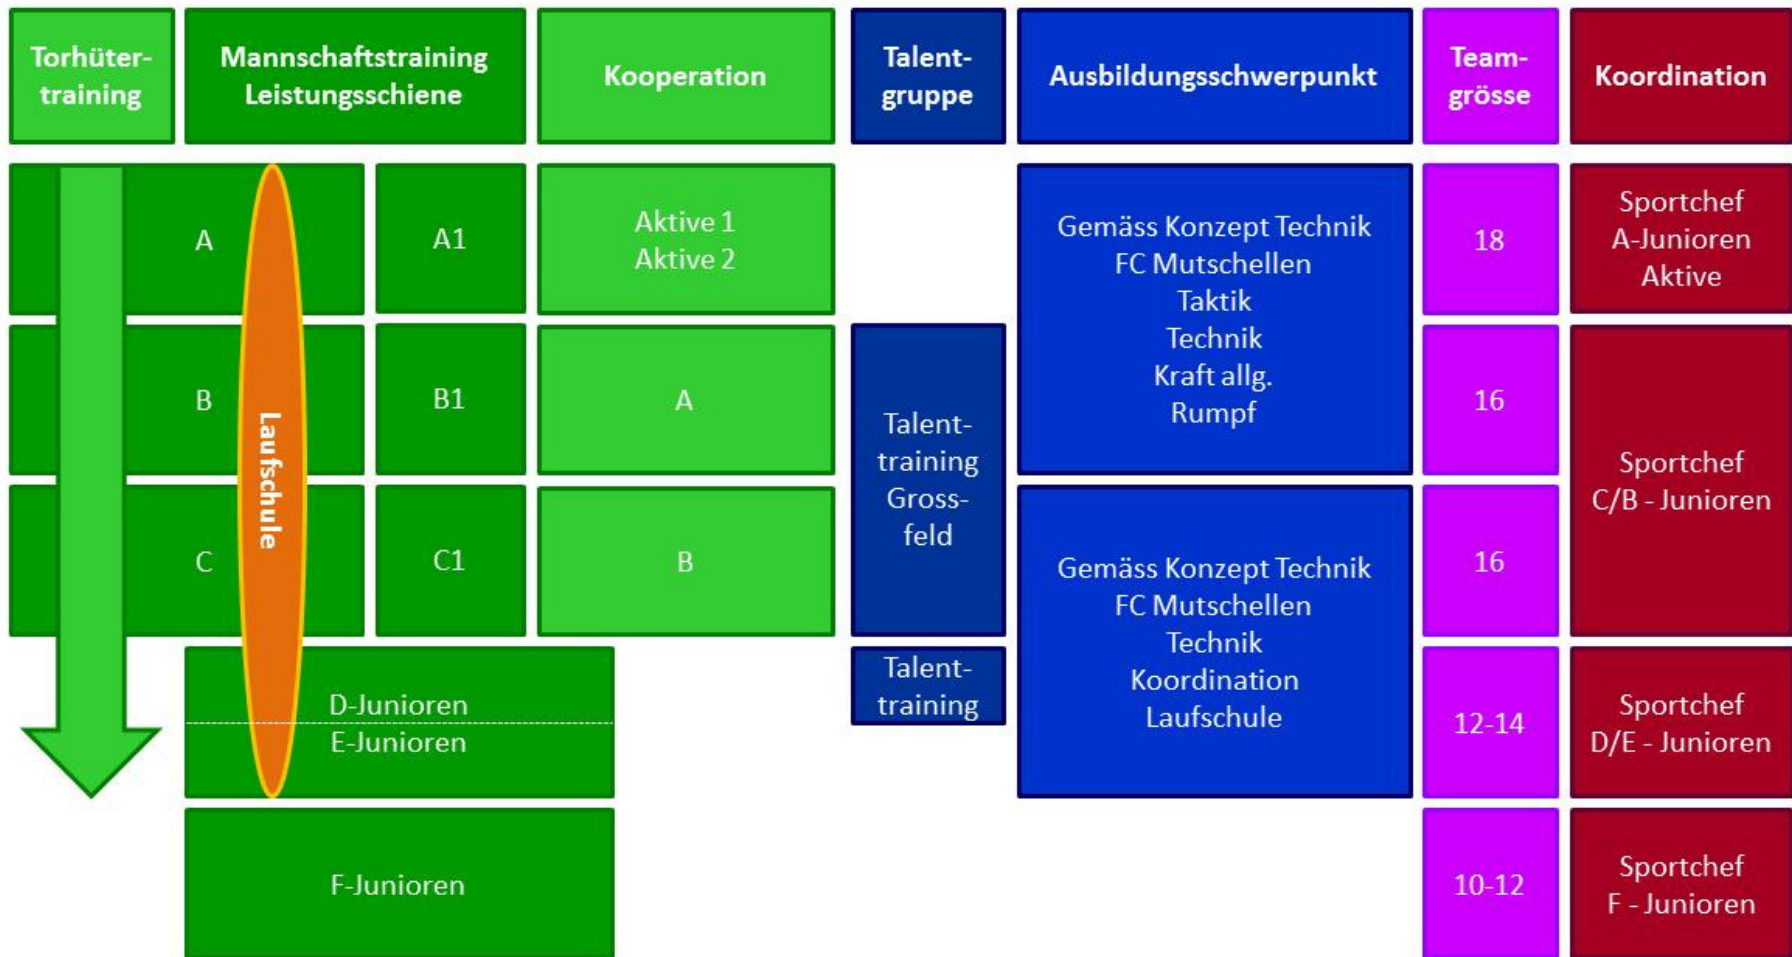 Torhüter-
training
Mannschaftstraining
Leistungsschiene
Kooperation
Talent-
gruppe
Ausbildungsschwerpunkt
Team-
grösse
Koordination
A
A1
Aktive 1
Aktive 2
Gemäss Konzept Technik
FC Mutschellen
Taktik
Technik
Kraft allg.
Rumpf
18
Sportchef
A-Junioren
Aktive
Laufschule
B
B1
A
Talent-
training
Gross-
feld
16
Sportchef
C/B - Junioren
C
C1
B
Gemäss Konzept Technik
FC Mutschellen
Technik
Koordination
Laufschule
16
D-Junioren
E-Junioren
Talent-
training
12-14
Sportchef
D/E - Junioren
F-Junioren
10-12
Sportchef
F - Junioren